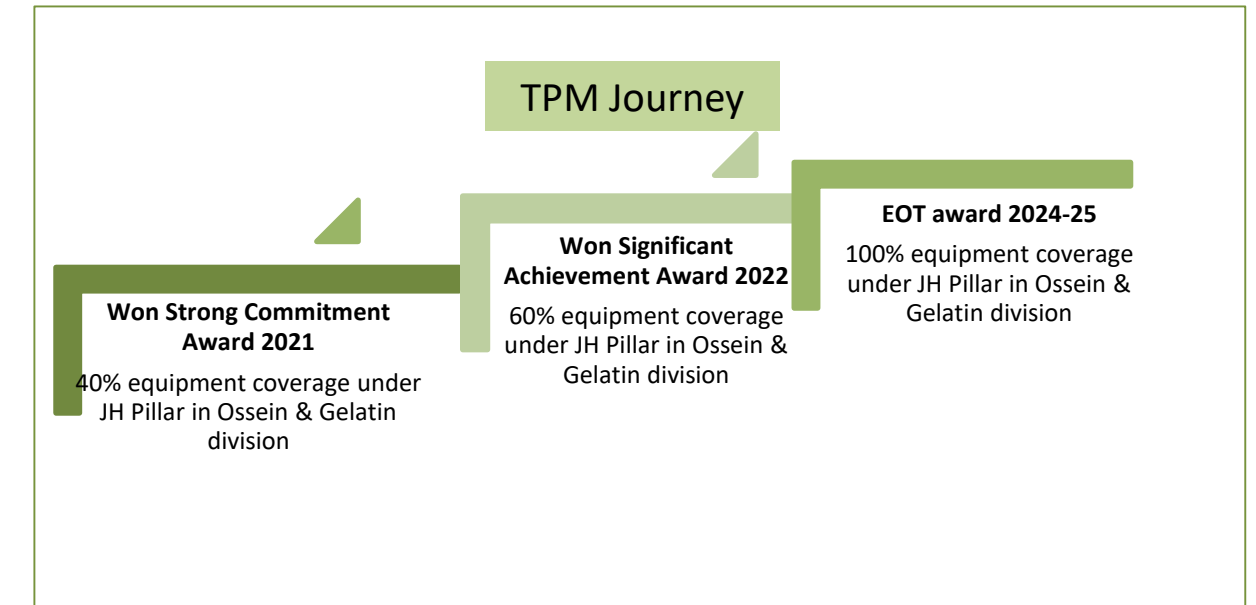 TPM Journey
Won Strong Commitment
Award 2021
40% equipment coverage under
JH Pillar in Ossein & Gelatin
division
Won Significant
Achievement Award 2022
60% equipment coverage
under JH Pillar in Ossein &
Gelatin division
EOT award 2024-25
100% equipment coverage
under JH Pillar in Ossein &
Gelatin division